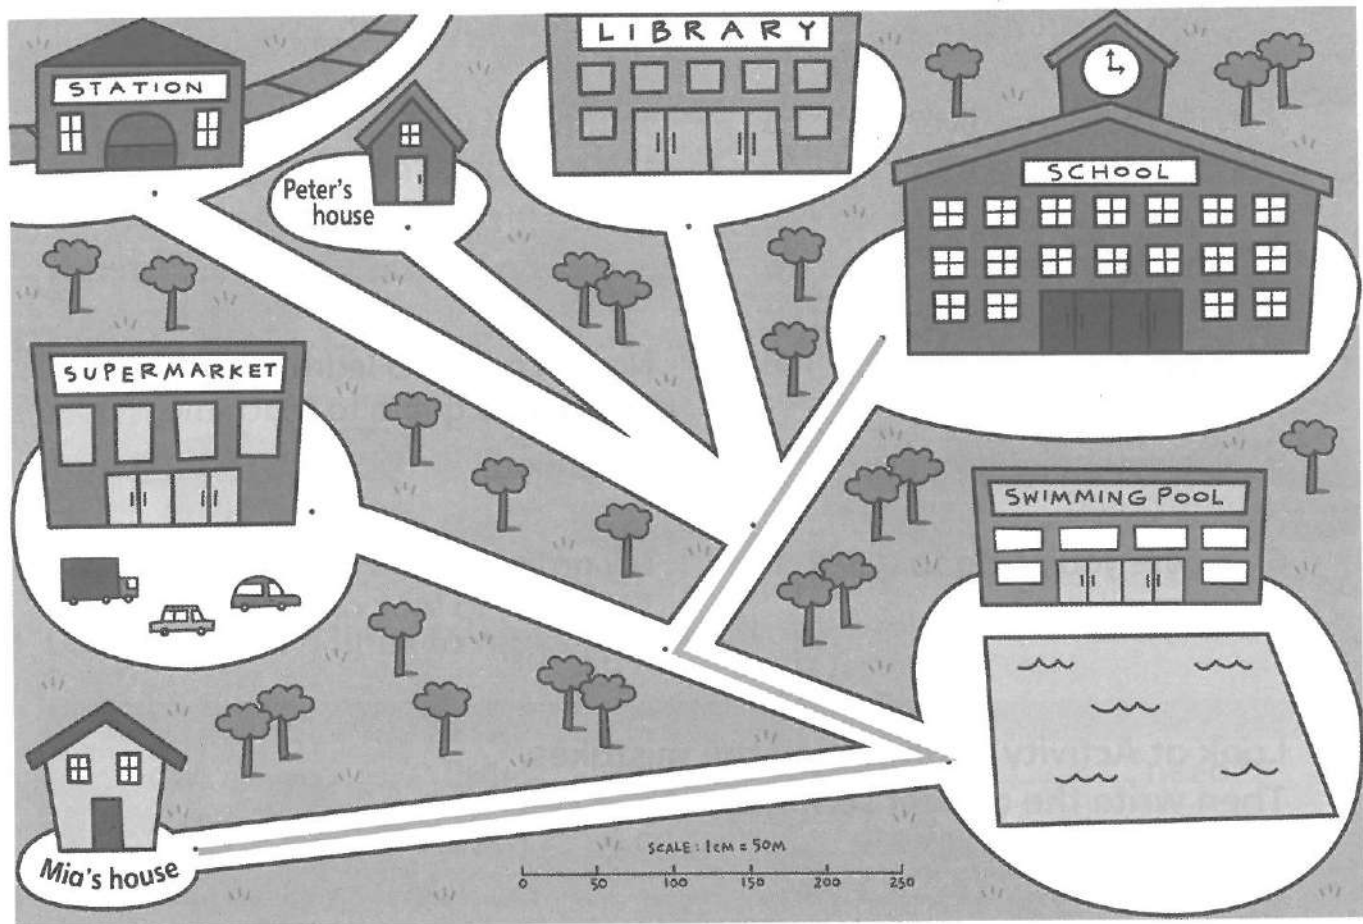 LIBRARY
STATION
SCHOOL
Peter's
house
SUPERMARKET
SWIMMING POOL
Mia's house
SCALE : 1CM = 50M
0 50 100 150 200 250